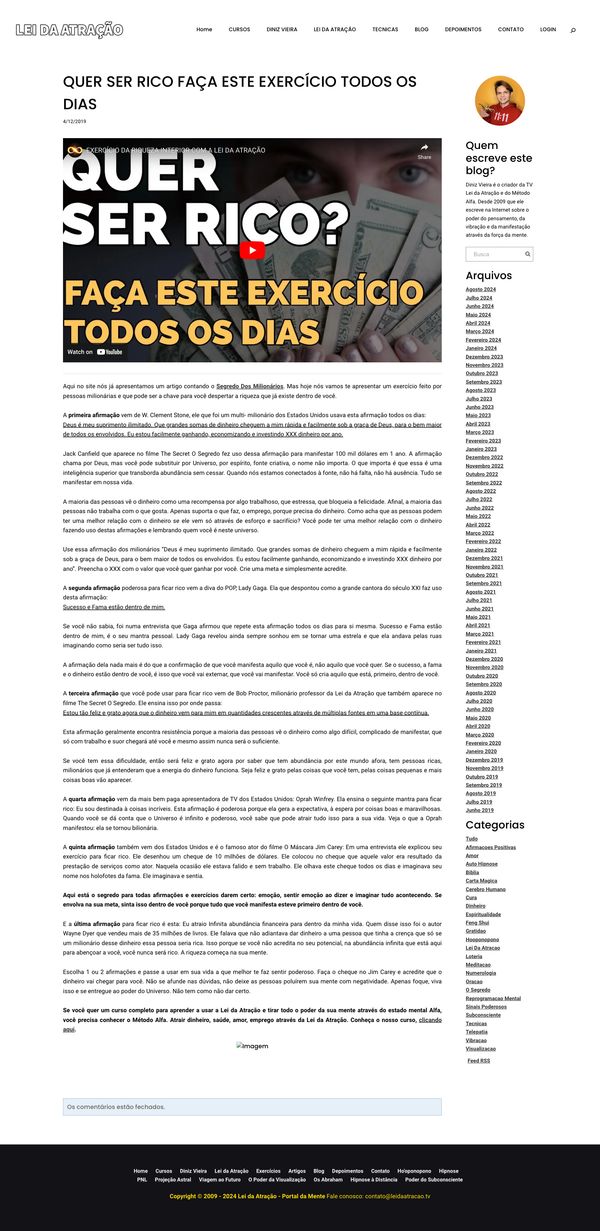 LEI DA ATRAÇÃO
Home CURSOS DINIZ VIEIRA LEI DA ATRAÇÃO TECNICAS BLOG DEPOIMENTOS CONTATO LOGIN
QUER SER RICO FAÇA ESTE EXERCÍCIO TODOS OS
DIAS
4/12/2019
EXERCÍCIO DA RIQUEZA INTERIOR COM A LEI DA ATRAÇÃO
Share
QUER
SER RICO?
FAÇA ESTE EXERCÍCIO
TODOS OS DIAS
Watch on YouTube
Aqui no site nós já apresentamos um artigo contando o Segredo Dos Milionários. Mas hoje nós vamos te apresentar um exercício feito por
pessoas milionárias e que pode ser a chave para você despertar a riqueza que já existe dentro de você.
A primeira afirmação vem de W. Clement Stone, ele que foi um multi- milionário dos Estados Unidos usava esta afirmação todos os dias:
Deus é meu suprimento ilimitado. Que grandes somas de dinheiro cheguem a mim rápida e facilmente sob a graça de Deus, para o bem maior
de todos os envolvidos. Eu estou facilmente ganhando, economizando e investindo XXX dinheiro por ano.
Jack Canfield que aparece no filme The Secret O Segredo fez uso dessa afirmação para manifestar 100 mil dólares em 1 ano. A afirmação
chama por Deus, mas você pode substituir por Universo, por espírito, fonte criativa, o nome não importa. O que importa é que essa é uma
inteligência superior que transborda abundância sem cessar. Quando nós estamos conectados à fonte, não há falta, não há ausência. Tudo se
manifestar em nossa vida.
A maioria das pessoas vê o dinheiro como uma recompensa por algo trabalhoso, que estressa, que bloqueia a felicidade. Afinal, a maioria das
pessoas não trabalha com o que gosta. Apenas suporta o que faz, o emprego, porque precisa do dinheiro. Como acha que as pessoas podem
ter uma melhor relação com o dinheiro se ele vem só através de esforço e sacrifício? Você pode ter uma melhor relação com o dinheiro
fazendo uso destas afirmações e lembrando quem você é neste universo.
Use essa afirmação dos milionários "Deus é meu suprimento ilimitado. Que grandes somas de dinheiro cheguem a mim rápida e facilmente
sob a graça de Deus, para o bem maior de todos os envolvidos. Eu estou facilmente ganhando, economizando e investindo XXX dinheiro por
ano". Preencha o XXX com o valor que você quer ganhar por você. Crie uma meta e simplesmente acredite.
A segunda afirmação poderosa para ficar rico vem a diva do POP, Lady Gaga. Ela que despontou como a grande cantora do século XXI faz uso
desta afirmação:
Sucesso e Fama estão dentro de mim.
Se você não sabia, foi numa entrevista que Gaga afirmou que repete esta afirmação todos os dias para si mesma. Sucesso e Fama estão
dentro de mim, é o seu mantra pessoal. Lady Gaga revelou ainda sempre sonhou em se tornar uma estrela e que ela andava pelas ruas
imaginando como seria ser tudo isso.
A afirmação dela nada mais é do que a confirmação de que você manifesta aquilo que você é, não aquilo que você quer. Se o sucesso, a fama
e o dinheiro estão dentro de você, é isso que você vai externar, que você vai manifestar. Você só cria aquilo que está, primeiro, dentro de você.
A terceira afirmação que você pode usar para ficar rico vem de Bob Proctor, milionário professor da Lei da Atração que também aparece no
filme The Secret O Segredo. Ele ensina isso por onde passa:
Estou tão feliz e grato agora que o dinheiro vem para mim em quantidades crescentes através de múltiplas fontes em uma base contínua.
Esta afirmação geralmente encontra resistência porque a maioria das pessoas vê o dinheiro como algo difícil, complicado de manifestar, que
só com trabalho e suor chegará até você e mesmo assim nunca será o suficiente.
Se você tem essa dificuldade, então será feliz e grato agora por saber que tem abundância por este mundo afora, tem pessoas ricas,
milionários que já entenderam que a energia do dinheiro funciona. Seja feliz e grato pelas coisas que você tem, pelas coisas pequenas e mais
coisas boas vão aparecer.
A quarta afirmação vem da mais bem paga apresentadora de TV dos Estados Unidos: Oprah Winfrey. Ela ensina o seguinte mantra para ficar
rico: Eu sou destinada à coisas incríveis. Esta afirmação é poderosa porque ela gera a expectativa, à espera por coisas boas e maravilhosas.
Quando você se dá conta que o Universo é infinito e poderoso, você sabe que pode atrair tudo isso para a sua vida. Veja o que a Oprah
manifestou: ela se tornou bilionária.
A quinta afirmação também vem dos Estados Unidos e é o famoso ator do filme O Máscara Jim Carey: Em uma entrevista ele explicou seu
exercício para ficar rico. Ele desenhou um cheque de 10 milhões de dólares. Ele colocou no cheque que aquele valor era resultado da
prestação de serviços como ator. Naquela ocasião ele estava falido e sem trabalho. Ele olhava este cheque todos os dias e imaginava seu
nome nos holofotes da fama. Ele imaginava e sentia.
Aqui está o segredo para todas afirmações e exercícios darem certo: emoção, sentir emoção ao dizer e imaginar tudo acontecendo. Se
envolva na sua meta, sinta isso dentro de você porque tudo que você manifesta esteve primeiro dentro de você.
E a última afirmação para ficar rico é esta: Eu atraio Infinita abundância financeira para dentro da minha vida. Quem disse isso foi o autor
Wayne Dyer que vendeu mais de 35 milhões de livros. Ele falava que não adiantava dar dinheiro a uma pessoa que tinha a crença que só se
um milionário desse dinheiro essa pessoa seria rica. Isso porque se você não acredita no seu potencial, na abundância infinita que está aqui
para abençoar a você, você nunca será rico. A riqueza começa na sua mente.
Escolha 1 ou 2 afirmações e passe a usar em sua vida a que melhor te faz sentir poderoso. Faça o cheque no Jim Carey e acredite que o
dinheiro vai chegar para você. Não se afunde nas dúvidas, não deixe as pessoas poluírem sua mente com negatividade. Apenas foque, viva
isso e se entregue ao poder do Universo. Não tem como não dar certo.
Se você quer um curso completo para aprender a usar a Lei da Atração e tirar todo o poder da sua mente através do estado mental Alfa,
você precisa conhecer o Método Alfa. Atrair dinheiro, saúde, amor, emprego através da Lei da Atração. Conheça o nosso curso, clicando
aqui.
Imagem
Os comentários estão fechados.
11:11
Quem
escreve este
blog?
Diniz Vieira é o criador da TV
Lei da Atração e do Método
Alfa. Desde 2009 que ele
escreve na Internet sobre o
poder do pensamento, da
vibração e da manifestação
através da força da mente.
Busca
Arquivos
Agosto 2024
Julho 2024
Junho 2024
Maio 2024
Abril 2024
Março 2024
Fevereiro 2024
Janeiro 2024
Dezembro 2023
Novembro 2023
Outubro 2023
Setembro 2023
Agosto 2023
Julho 2023
Junho 2023
Maio 2023
Abril 2023
Março 2023
Fevereiro 2023
Janeiro 2023
Dezembro 2022
Novembro 2022
Outubro 2022
Setembro 2022
Agosto 2022
Julho 2022
Junho 2022
Maio 2022
Abril 2022
Março 2022
Fevereiro 2022
Janeiro 2022
Dezembro 2021
Novembro 2021
Outubro 2021
Setembro 2021
Agosto 2021
Julho 2021
Junho 2021
Maio 2021
Abril 2021
Março 2021
Fevereiro 2021
Janeiro 2021
Dezembro 2020
Novembro 2020
Outubro 2020
Setembro 2020
Agosto 2020
Julho 2020
Junho 2020
Maio 2020
Abril 2020
Março 2020
Fevereiro 2020
Janeiro 2020
Dezembro 2019
Novembro 2019
Outubro 2019
Setembro 2019
Agosto 2019
Julho 2019
Junho 2019
Categorias
Tudo
Afirmacoes Positivas
Amor
Auto Hipnose
Biblia
Carta Magica
Cerebro Humano
Cura
Dinheiro
Espiritualidade
Feng Shui
Gratidao
Hooponopono
Lei Da Atracao
Loteria
Meditacao
Numerologia
Oracao
O Segredo
Reprogramacao Mental
Sinais Poderosos
Subconsciente
Tecnicas
Telepatia
Vibracao
Visualizacao
Feed RSS
Home Cursos Diniz Vieira Lei da Atração Exercícios Artigos Blog Depoimentos Contato Ho'oponopono Hipnose
PNL Projeção Astral Viagem ao Futuro O Poder da Visualização Os Abraham Hipnose à Distância Poder do Subconsciente
Copyright © 2009 - 2024 Lei da Atração - Portal da Mente Fale conosco: contato@leidaatracao.tv